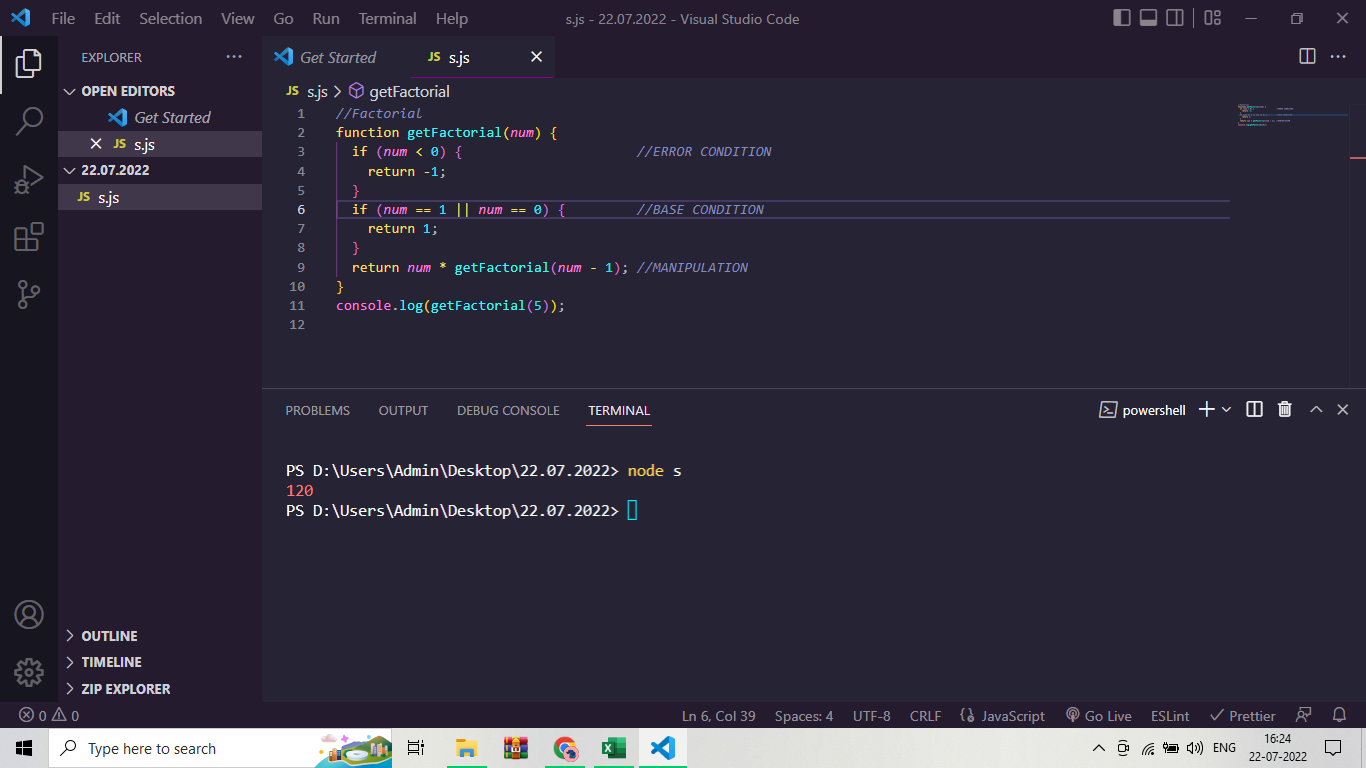 File Edit Selection View Go Run Terminal Help s.js - 22.07.2022 - Visual Studio Code
EXPLORER
OPEN EDITORS
Get Started
JS s.js
22.07.2022
JS s.js
OUTLINE
TIMELINE
ZIP EXPLORER
Get Started JS s.js
JS s.js > getFactorial
1 //Factorial
2 function getFactorial(num) {
3 if (num < 0) { //ERROR CONDITION
4 return -1;
5 }
6 if (num == 1 || num == 0) { //BASE CONDITION
7 return 1;
8 }
9 return num * getFactorial(num - 1); //MANIPULATION
10 }
11 console.log(getFactorial(5));
12
PROBLEMS OUTPUT DEBUG CONSOLE TERMINAL powershell
PS D:\Users\Admin\Desktop\22.07.2022> node s
120
PS D:\Users\Admin\Desktop\22.07.2022>
0 0 Ln 6, Col 39 Spaces: 4 UTF-8 CRLF JavaScript Go Live ESLint Prettier
Type here to search ENG 16:24
22-07-2022